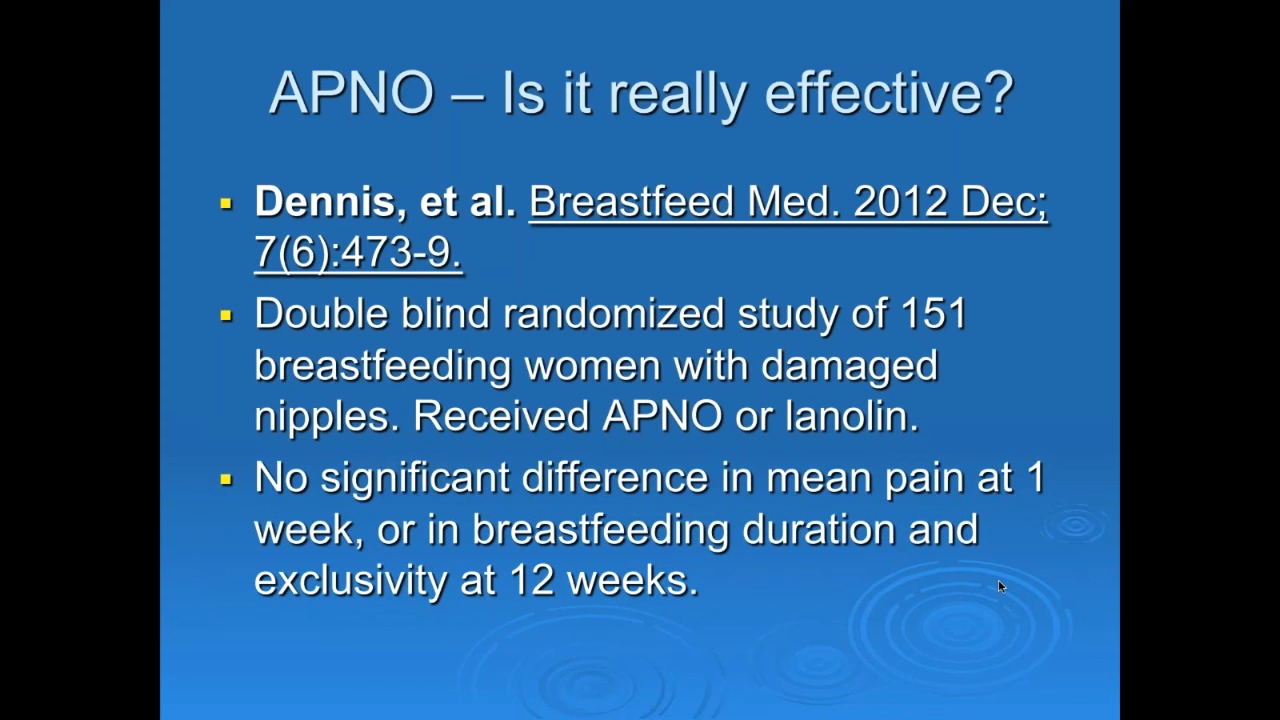 APNO – Is it really effective?
Dennis, et al. Breastfeed Med. 2012 Dec;
7(6):473-9.
Double blind randomized study of 151
breastfeeding women with damaged
nipples. Received APNO or lanolin.
No significant difference in mean pain at 1
week, or in breastfeeding duration and
exclusivity at 12 weeks.